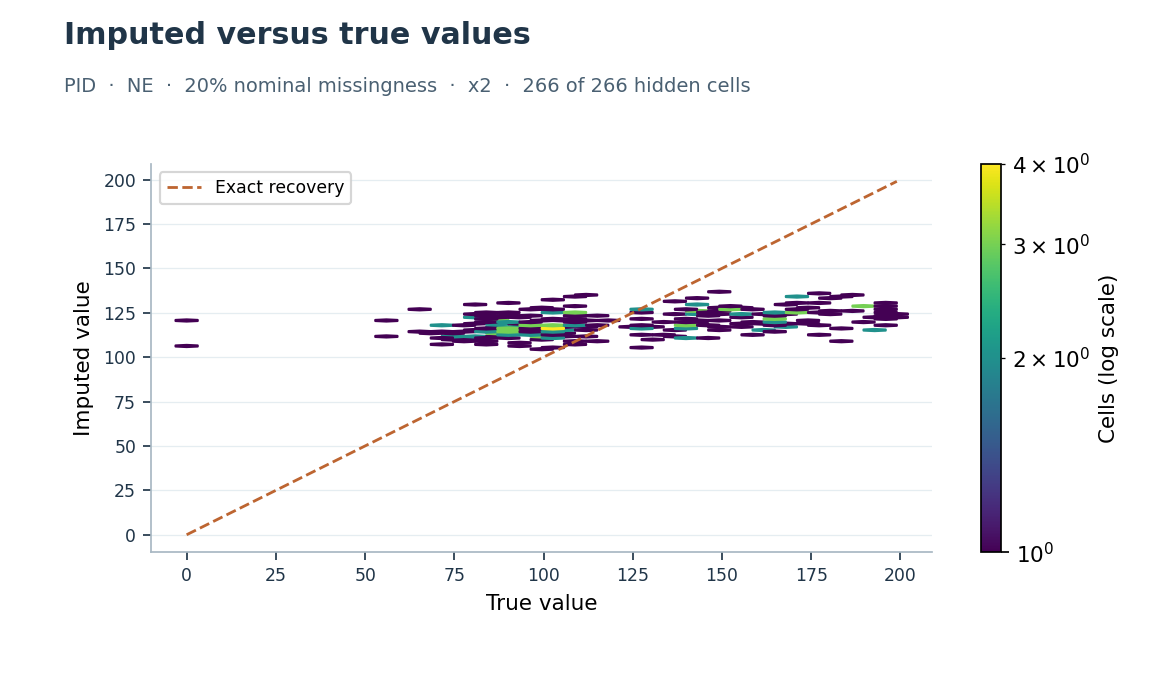 Imputed versus true values
PID · NE · 20% nominal missingness · x2 · 266 of 266 hidden cells
Exact recovery
200
175
150
125
100
75
50
25
0
Imputed value
0 25 50 75 100 125 150 175 200
True value
4 × 10⁰
3 × 10⁰
2 × 10⁰
10⁰
Cells (log scale)